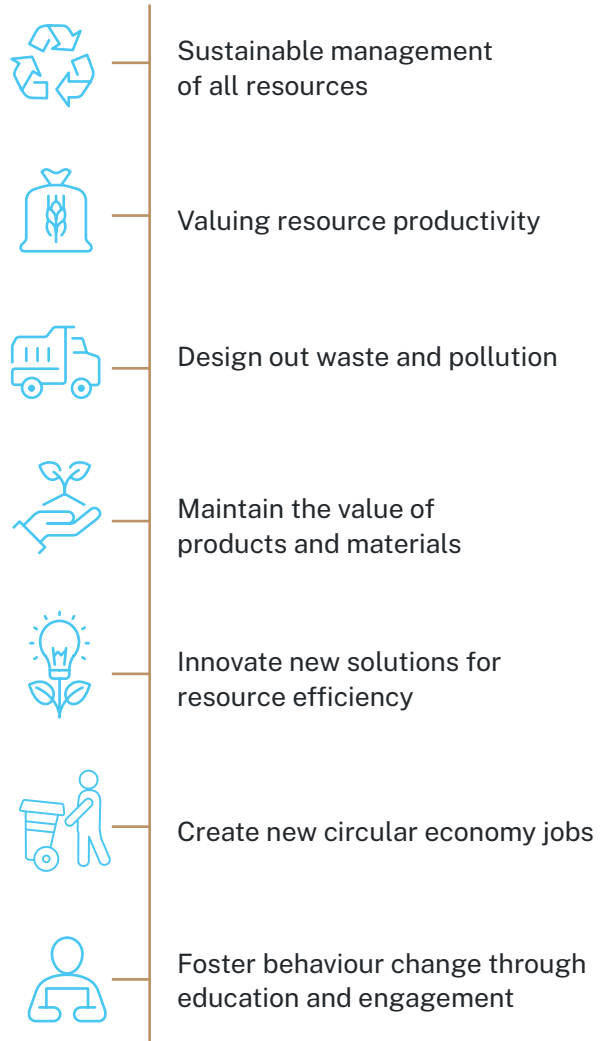 Sustainable management
of all resources
Valuing resource productivity
Design out waste and pollution
Maintain the value of
products and materials
Innovate new solutions for
resource efficiency
Create new circular economy jobs
Foster behaviour change through
education and engagement